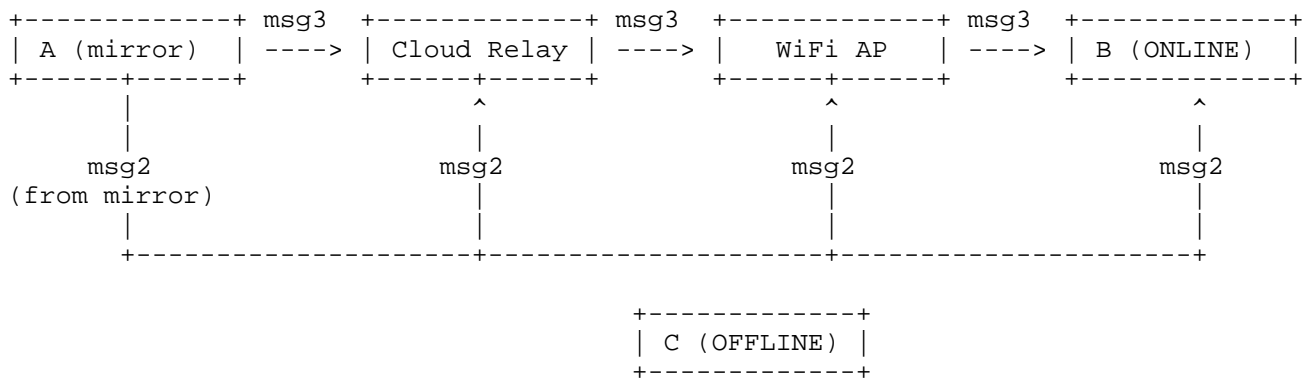 msg3 msg3 msg3
A (mirror) ----> Cloud Relay ----> WiFi AP ----> B (ONLINE)
msg2 msg2 msg2 msg2
(from mirror)
C (OFFLINE)